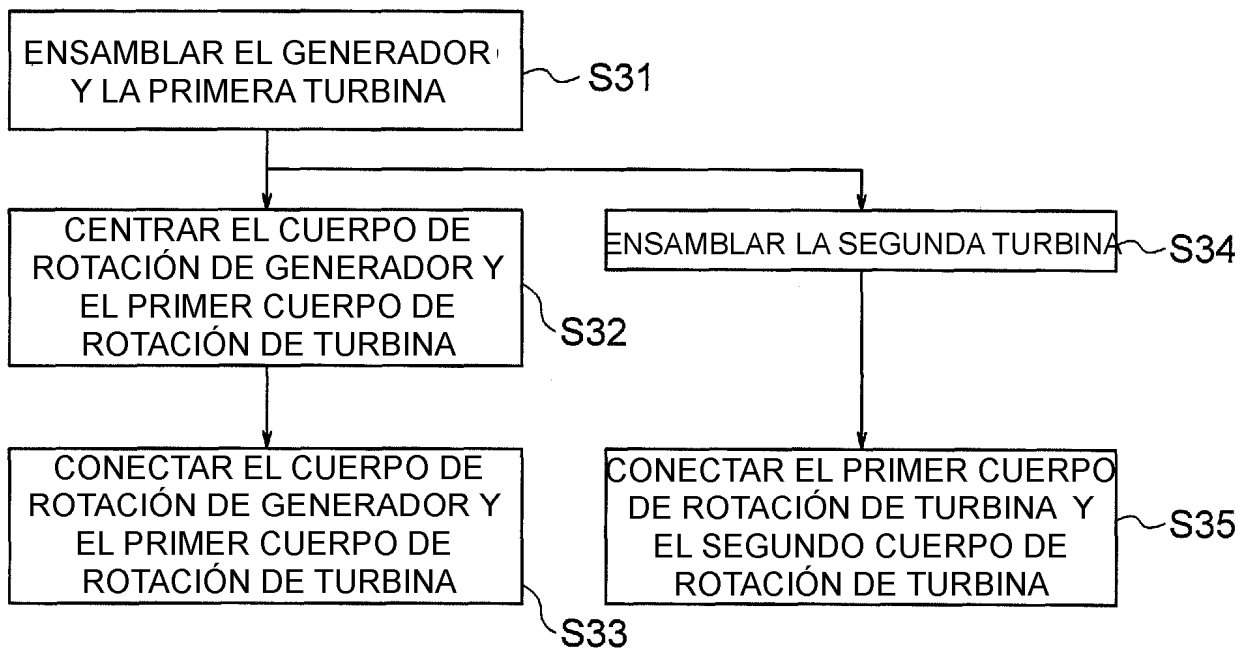 ENSAMBLAR EL GENERADOR
Y LA PRIMERA TURBINA
S31
CENTRAR EL CUERPO DE
ROTACIÓN DE GENERADOR Y
EL PRIMER CUERPO DE
ROTACIÓN DE TURBINA
S32
ENSAMBLAR LA SEGUNDA TURBINA
S34
CONECTAR EL CUERPO DE
ROTACIÓN DE GENERADOR Y
EL PRIMER CUERPO DE
ROTACIÓN DE TURBINA
S33
CONECTAR EL PRIMER CUERPO
DE ROTACIÓN DE TURBINA Y
EL SEGUNDO CUERPO DE
ROTACIÓN DE TURBINA
S35